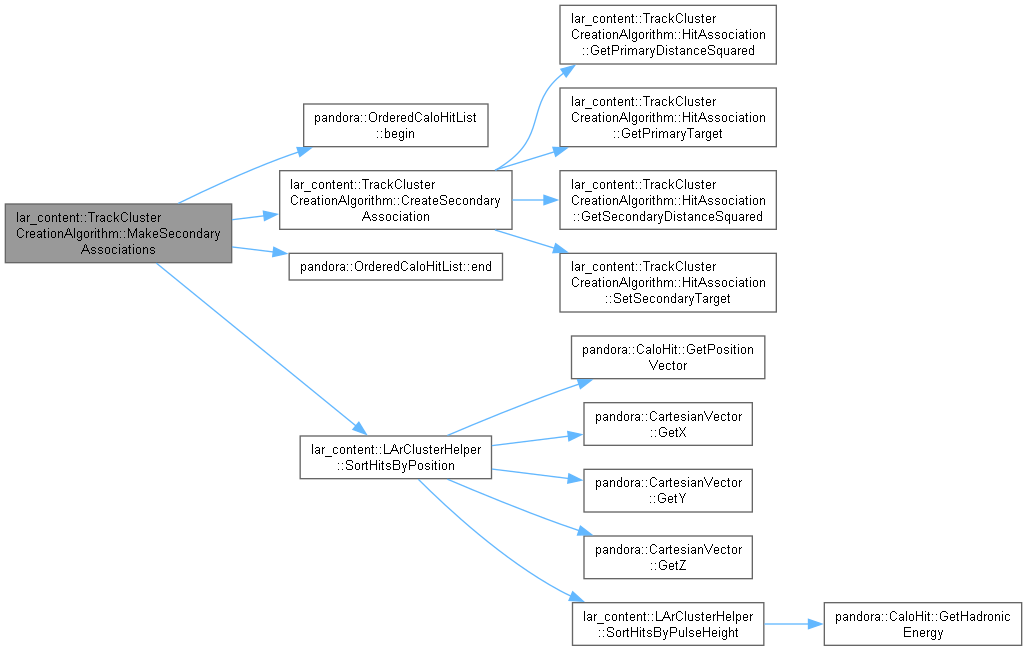 lar_content::TrackCluster
CreationAlgorithm::MakeSecondary
Associations
pandora::OrderedCaloHitList
::begin
lar_content::TrackCluster
CreationAlgorithm::CreateSecondary
Association
pandora::OrderedCaloHitList::end
lar_content::LArClusterHelper
::SortHitsByPosition
lar_content::TrackCluster
CreationAlgorithm::HitAssociation
::GetPrimaryDistanceSquared
lar_content::TrackCluster
CreationAlgorithm::HitAssociation
::GetPrimaryTarget
lar_content::TrackCluster
CreationAlgorithm::HitAssociation
::GetSecondaryDistanceSquared
lar_content::TrackCluster
CreationAlgorithm::HitAssociation
::SetSecondaryTarget
pandora::CaloHit::GetPosition
Vector
pandora::CartesianVector
::GetX
pandora::CartesianVector
::GetY
pandora::CartesianVector
::GetZ
lar_content::LArClusterHelper
::SortHitsByPulseHeight
pandora::CaloHit::GetHadronic
Energy